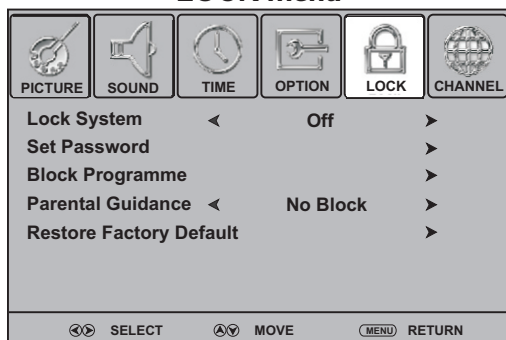 PICTURE SOUND TIME OPTION LOCK CHANNEL
Lock System Off
Set Password
Block Programme
Parental Guidance No Block
Restore Factory Default
SELECT MOVE MENU RETURN